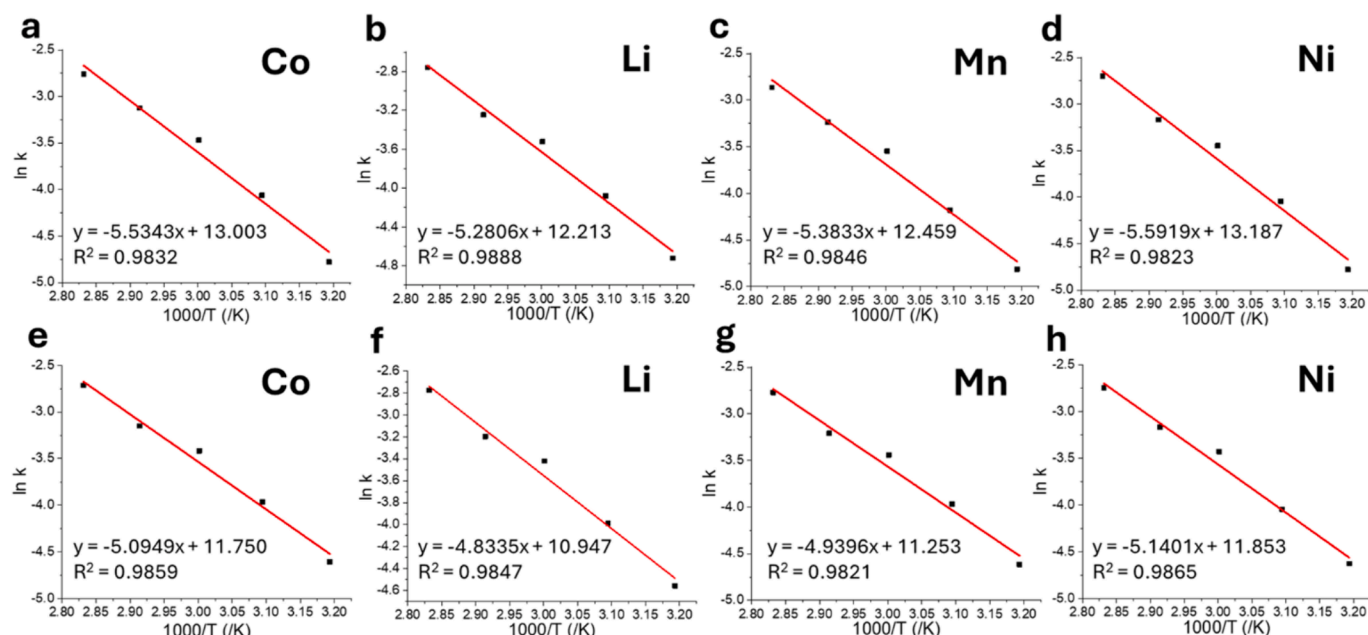 a
Co
-2.5
-3.0
-3.5
-4.0
-4.5
-5.0
ln k
y = -5.5343x + 13.003
R² = 0.9832
2.80 2.85 2.90 2.95 3.00 3.05 3.10 3.15 3.20
1000/T (/K)
b
Li
-2.8
-3.2
-3.6
-4.0
-4.4
-4.8
ln k
y = -5.2806x + 12.213
R² = 0.9888
2.80 2.85 2.90 2.95 3.00 3.05 3.10 3.15 3.20
1000/T (/K)
c
Mn
-2.5
-3.0
-3.5
-4.0
-4.5
-5.0
ln k
y = -5.3833x + 12.459
R² = 0.9846
2.80 2.85 2.90 2.95 3.00 3.05 3.10 3.15 3.20
1000/T (/K)
d
Ni
-2.5
-3.0
-3.5
-4.0
-4.5
-5.0
ln k
y = -5.5919x + 13.187
R² = 0.9823
2.80 2.85 2.90 2.95 3.00 3.05 3.10 3.15 3.20
1000/T (/K)
e
Co
-2.5
-3.0
-3.5
-4.0
-4.5
-5.0
ln k
y = -5.0949x + 11.750
R² = 0.9859
2.80 2.85 2.90 2.95 3.00 3.05 3.10 3.15 3.20
1000/T (/K)
f
Li
-2.6
-2.8
-3.0
-3.2
-3.4
-3.6
-3.8
-4.0
-4.2
-4.4
-4.6
ln k
y = -4.8335x + 10.947
R² = 0.9847
2.80 2.85 2.90 2.95 3.00 3.05 3.10 3.15 3.20
1000/T (/K)
g
Mn
-2.5
-3.0
-3.5
-4.0
-4.5
-5.0
ln k
y = -4.9396x + 11.253
R² = 0.9821
2.80 2.85 2.90 2.95 3.00 3.05 3.10 3.15 3.20
1000/T (/K)
h
Ni
-2.5
-3.0
-3.5
-4.0
-4.5
-5.0
ln k
y = -5.1401x + 11.853
R² = 0.9865
2.80 2.85 2.90 2.95 3.00 3.05 3.10 3.15 3.20
1000/T (/K)